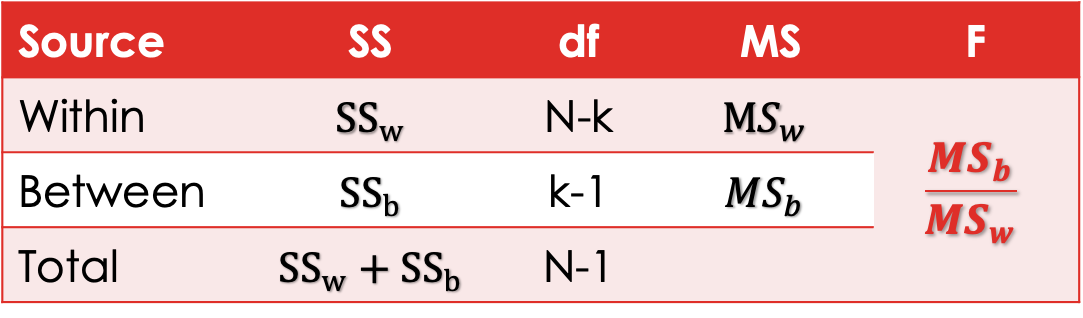 Source SS df MS F
Within SSw N-k MSw
Between SSb k-1 MSb
MSb
MSw
Total SSw + SSb N-1